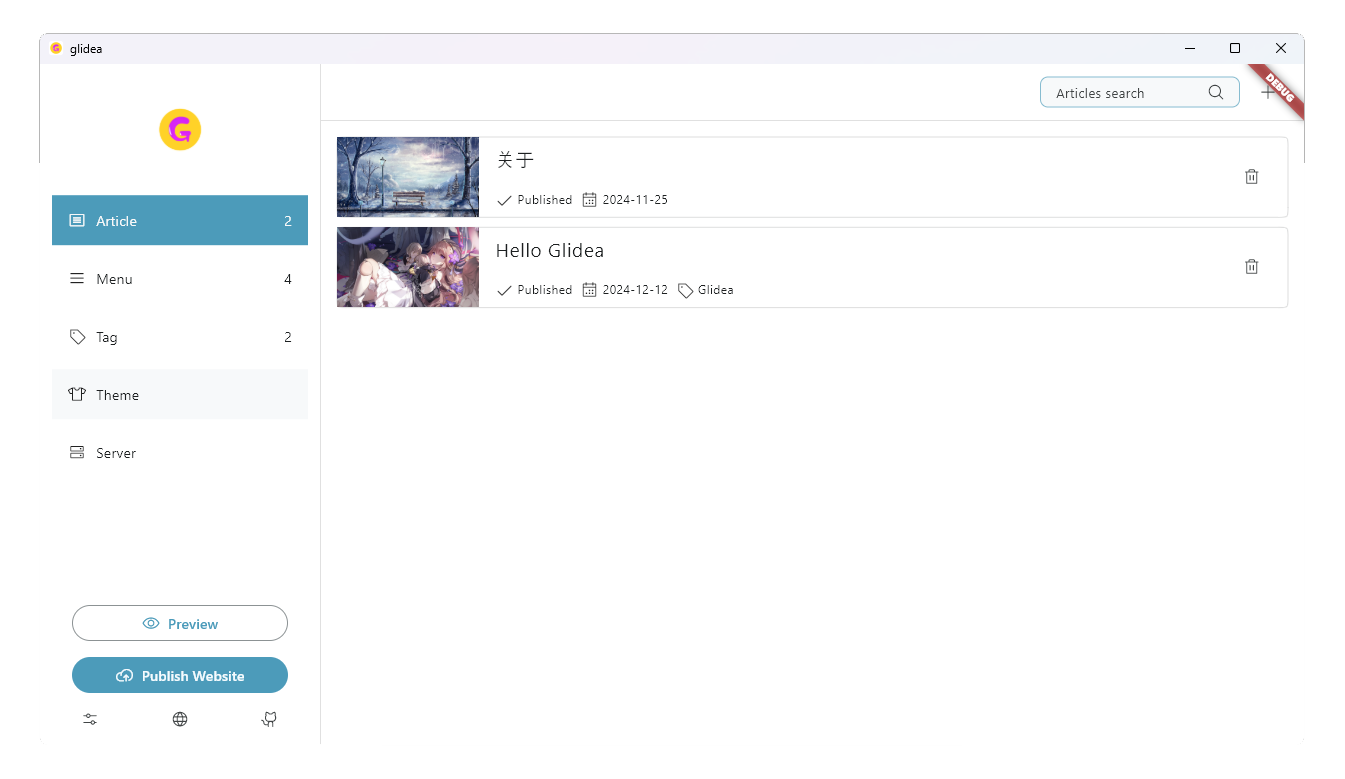 glidea
G
Articles search
DEBUG
Article 2
Menu 4
Tag 2
Theme
Server
Preview
Publish Website
关于
Published 2024-11-25
Hello Glidea
Published 2024-12-12 Glidea